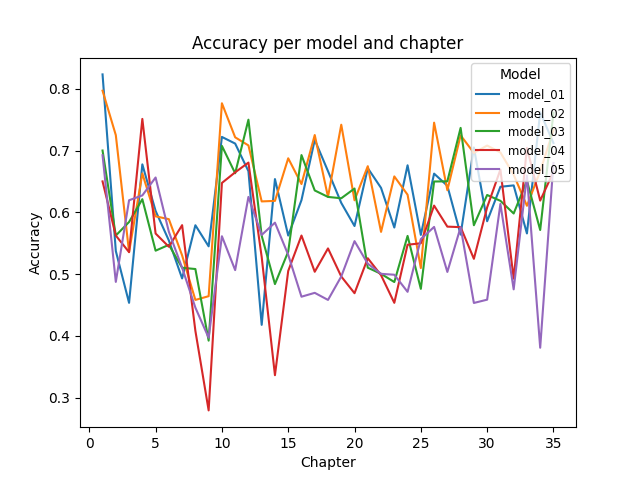 Accuracy per model and chapter
Model
model_01
model_02
model_03
model_04
model_05
Accuracy
0.8
0.7
0.6
0.5
0.4
0.3
0
5
10
15
20
25
30
35
Chapter